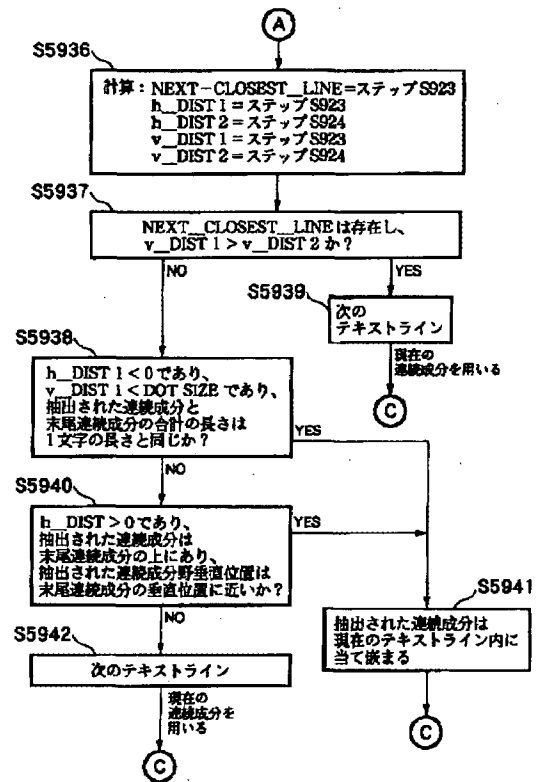 A
S5936
計算：NEXT-CLOSEST__LINE=ステップS923
h__DIST 1=ステップS923
h__DIST 2=ステップS924
v__DIST 1=ステップS923
v__DIST 2=ステップS924
S5937
NEXT__CLOSEST__LINEは存在し、
v__DIST 1>v__DIST 2か？
NO
YES
S5939
次の
テキストライン
現在の
連続成分を用いる
C
S5938
h__DIST 1<0であり、
v__DIST 1<DOT SIZEであり、
抽出された連続成分と
末尾連続成分の合計の長さは
1文字の長さと同じか？
YES
NO
S5940
h__DIST>0であり、
抽出された連続成分は
末尾連続成分の上にあり、
抽出された連続成分野垂直位置は
末尾連続成分の垂直位置に近いか？
YES
NO
S5941
抽出された連続成分は
現在のテキストライン内に
当て嵌まる
C
S5942
次のテキストライン
現在の
連続成分を
用いる
C